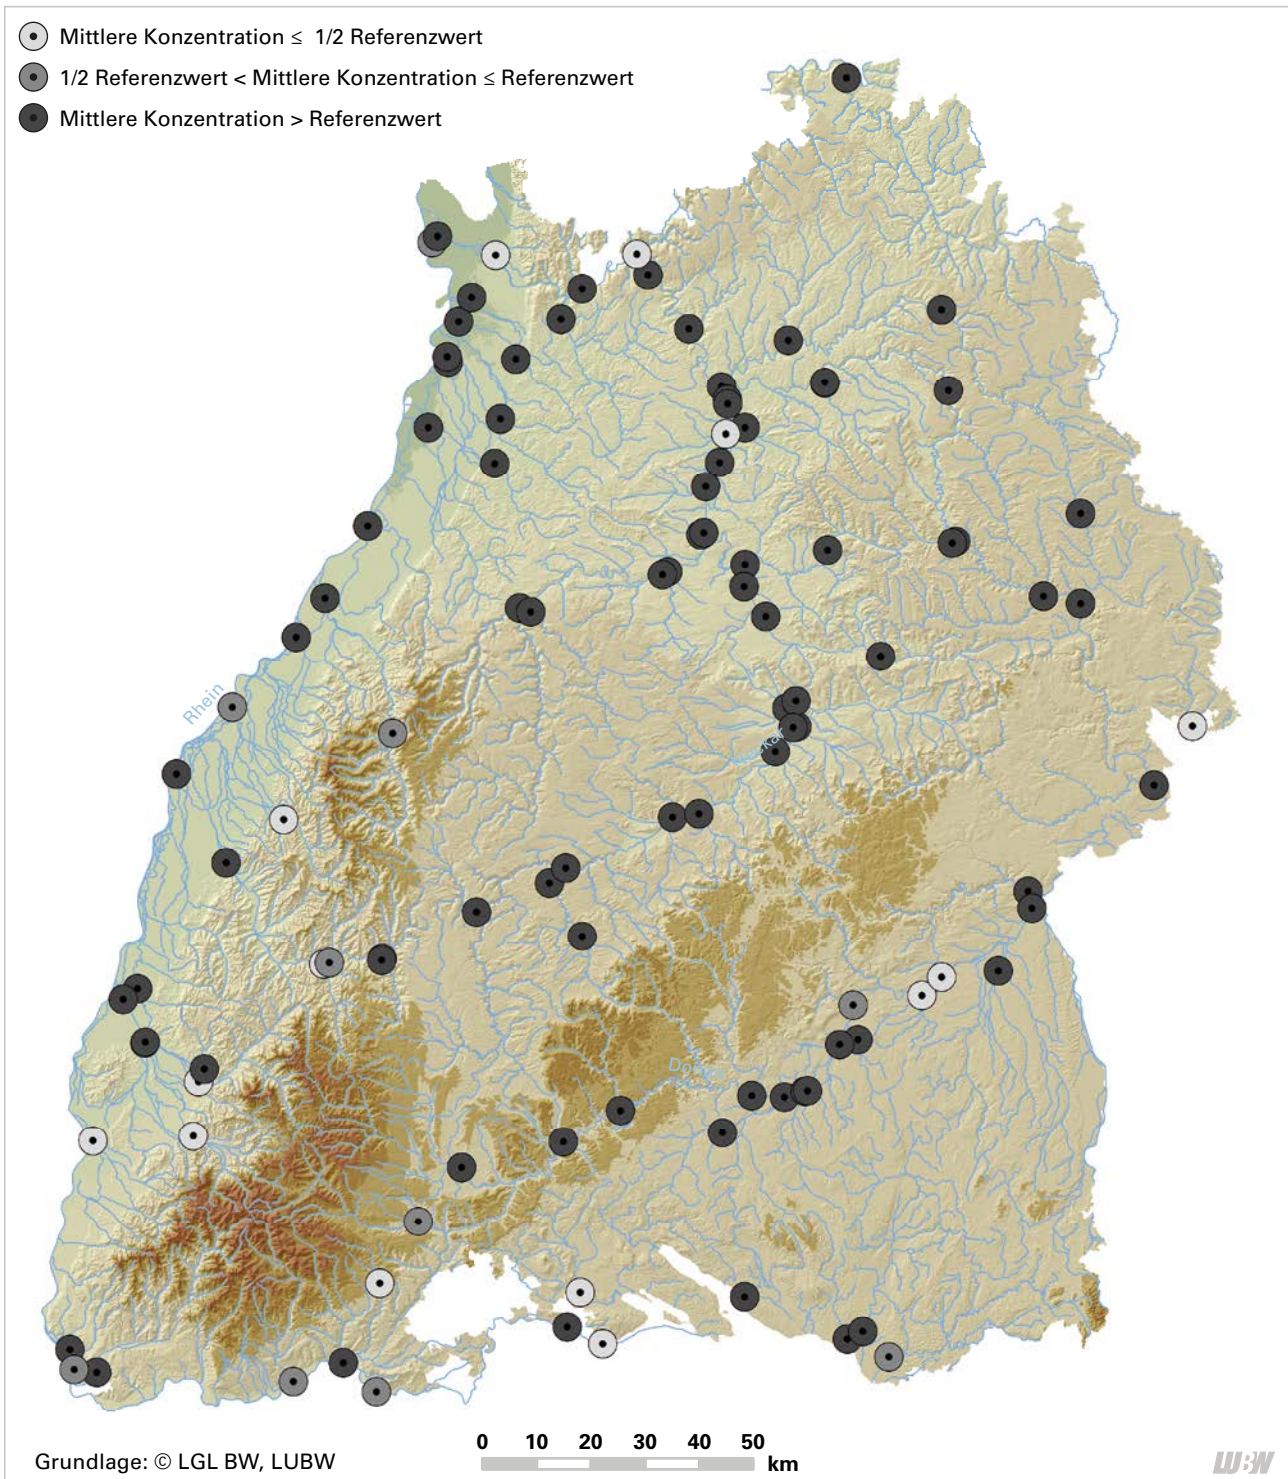 Mittlere Konzentration ≤ 1/2 Referenzwert
1/2 Referenzwert < Mittlere Konzentration ≤ Referenzwert
Mittlere Konzentration > Referenzwert
Rhein
0 10 20 30 40 50
km
Grundlage: © LGL BW, LUBW